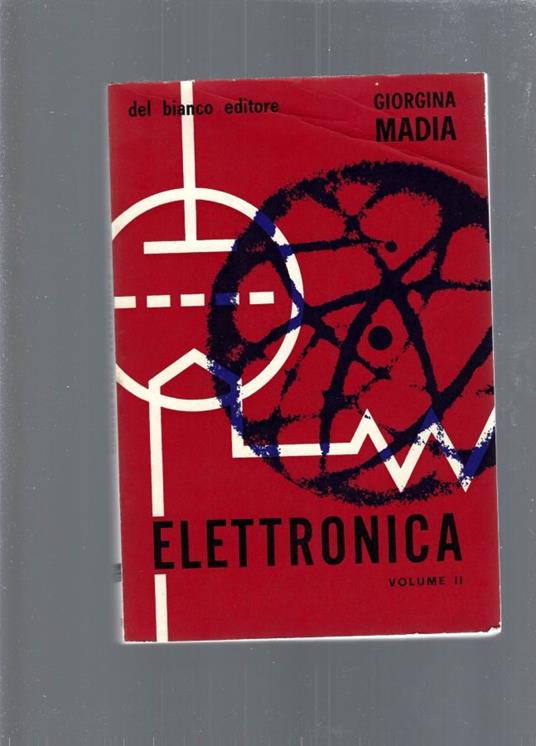 del bianco editore
GIORGINA
MADIA
ELETTRONICA
VOLUME II